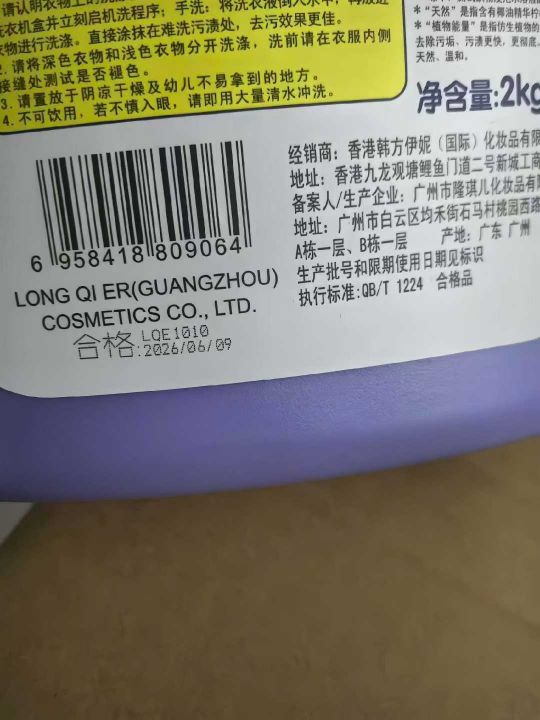 请认明衣物上的洗涤
衣机盒并立刻启机洗程序；手洗：将洗衣液倒入水中，再放进
衣物进行洗涤。直接涂抹在难洗污渍处，去污效果佳。
2.请将深色衣物和浅色衣物分开洗涤，洗前请在衣服内侧
接缝处测试是否褪色。
3.请置放于阴凉干燥及幼儿不易拿到的地方。
4.不可饮用，若不慎入眼，请即用大量清水冲洗。
*“天然”是指含有椰油精华柠
*“植物能量”是指仿生植物的
去除污垢、污渍更快，更彻底。
天然、温和。
净含量:2kg
经销商：香港韩方伊妮（国际）化妆品有限
地址：香港九龙观塘鲤鱼门道二号新城工商
备案人/生产企业：广州市隆琪儿化妆品有限
地址：广州市白云区均禾街石马村桃园西路
A栋一层、B栋一层 产地：广东 广州
生产批号和限期使用日期见标识
执行标准:QB/T 1224 合格品
6 958418 809064
LONG QI ER(GUANGZHOU)
COSMETICS CO., LTD.
合格:LQE1010
:2026/06/09